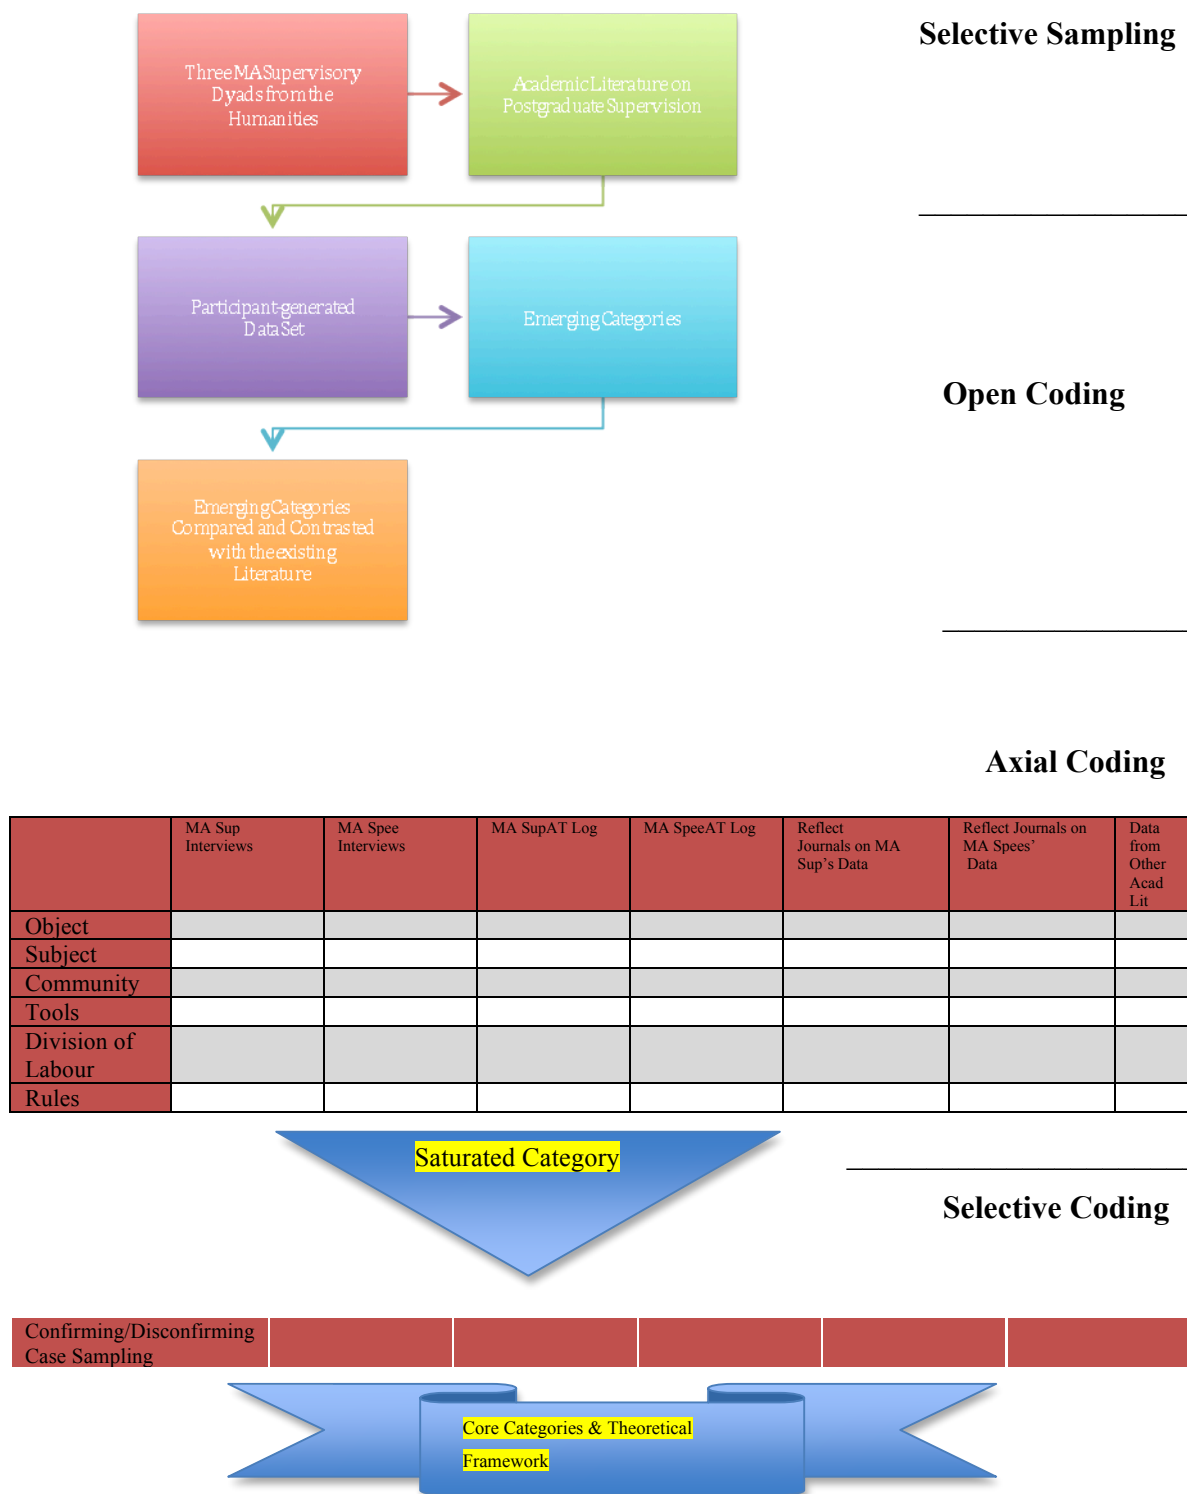 Selective Sampling
Three MA Supervisory
Dyads from the
Humanities
Academic Literature on
Postgraduate Supervision
Participant-generated
Data Set
Emerging Categories
Open Coding
Emerging Categories
Compared and Contrasted
with the existing
Literature
Axial Coding
MA Sup
Interviews
MA Spee
Interviews
MA SupAT Log
MA SpeeAT Log
Reflect
Journals on MA
Sup's Data
Reflect Journals on
MA Spees'
Data
Data
from
Other
Acad
Lit
Object
Subject
Community
Tools
Division of
Labour
Rules
Saturated Category
Selective Coding
Confirming/Disconfirming
Case Sampling
Core Categories & Theoretical
Framework